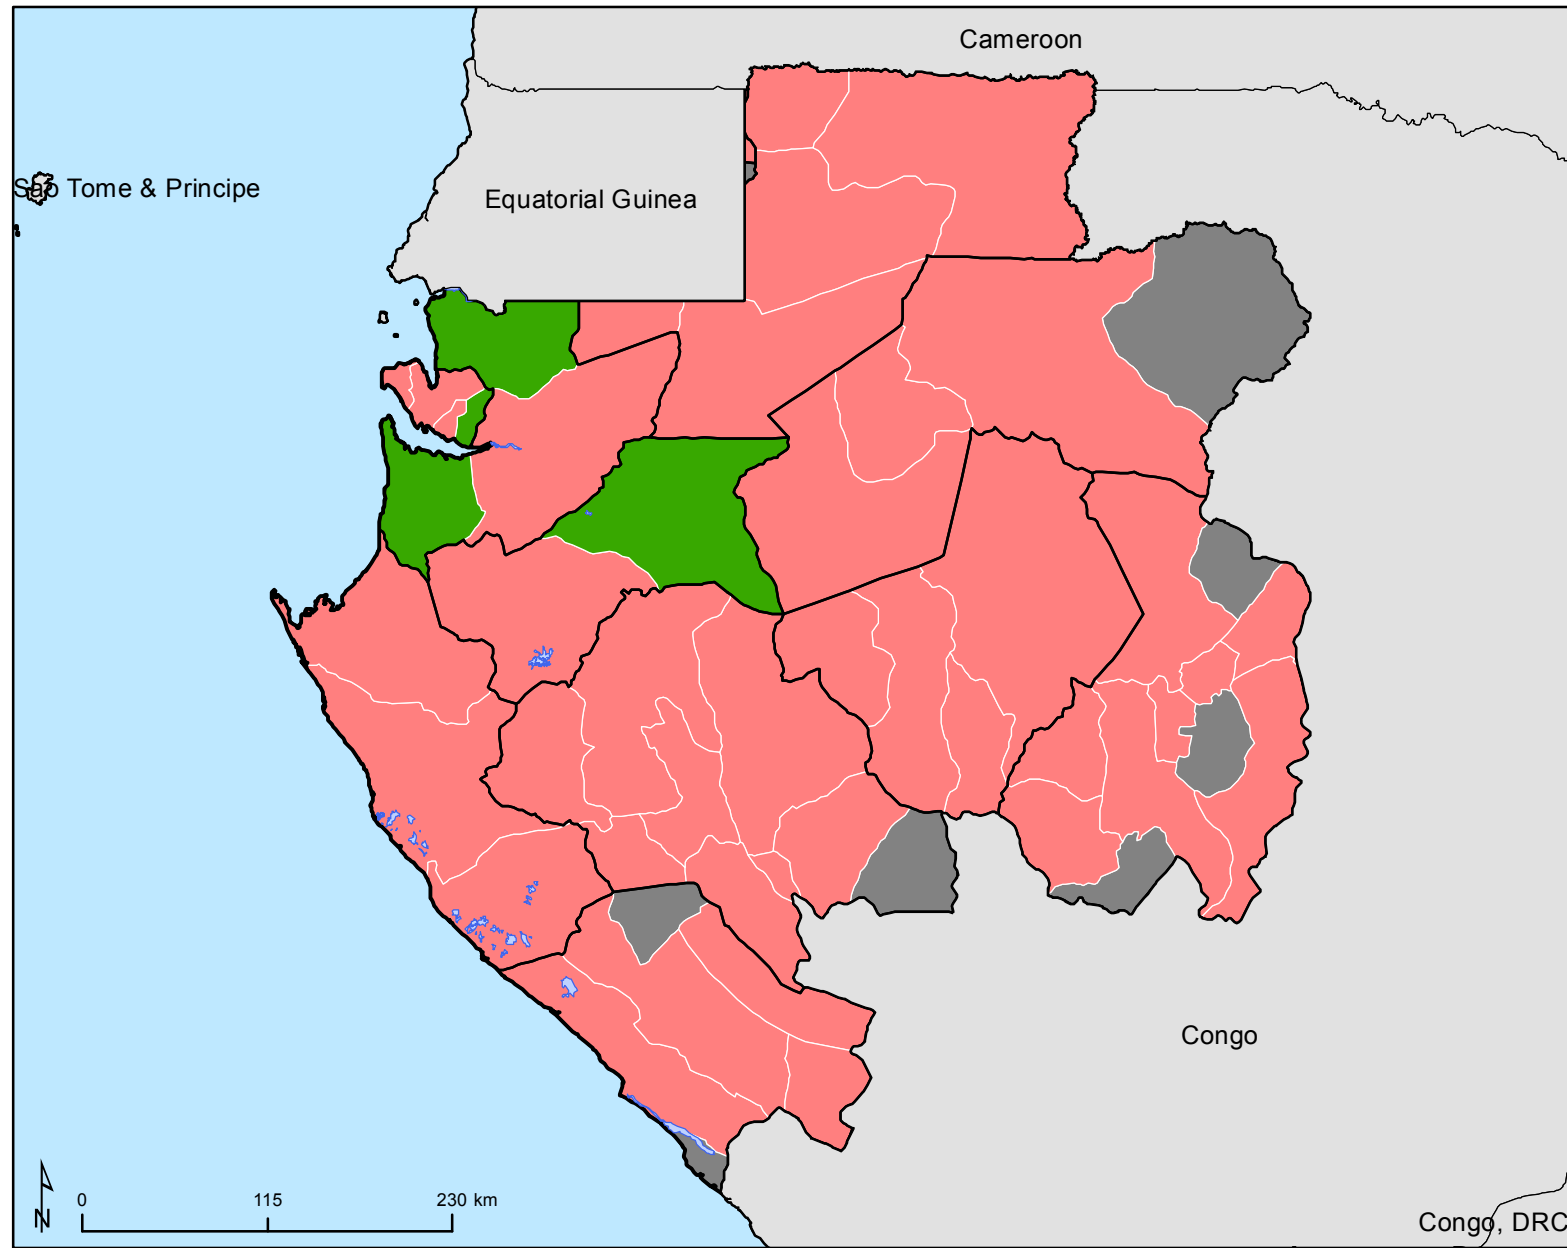 Cameroon
Sao Tome & Principe
Equatorial Guinea
Congo
N
0 115 230 km
Congo, DRC